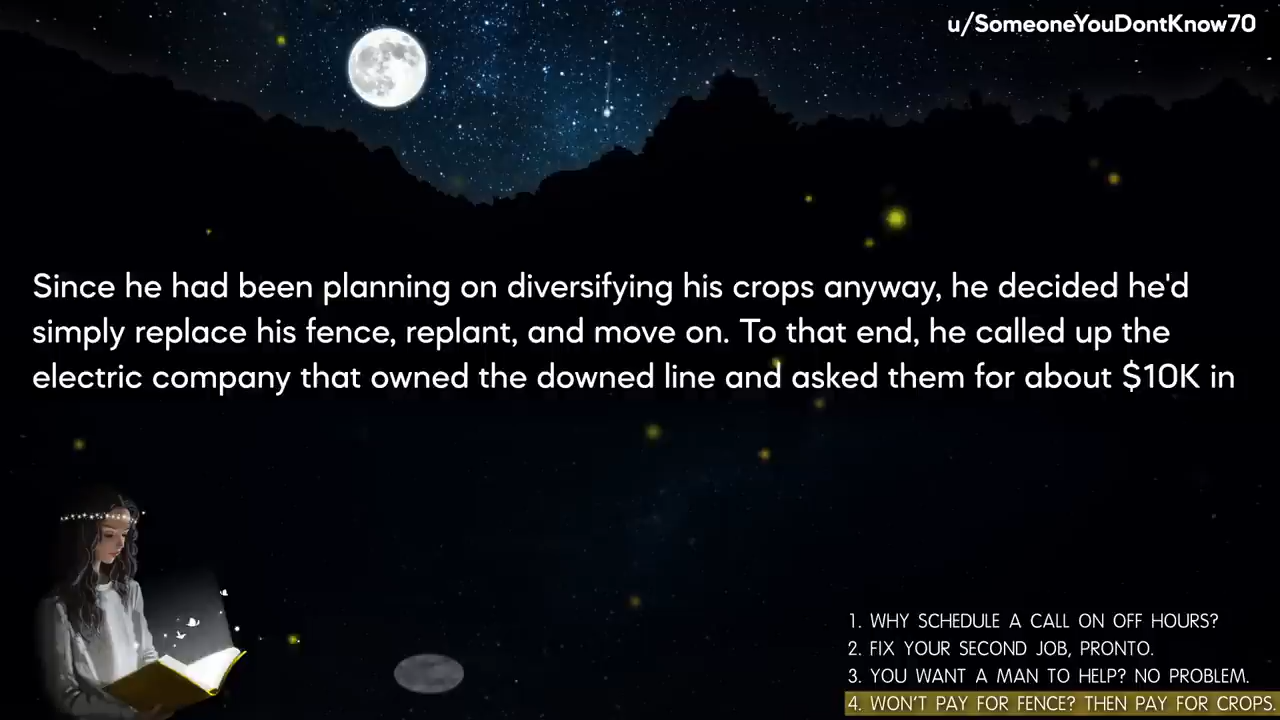 u/SomeoneYouDontKnow70
Since he had been planning on diversifying his crops anyway, he decided he'd
simply replace his fence, replant, and move on. To that end, he called up the
electric company that owned the downed line and asked them for about $10K in
1. WHY SCHEDULE A CALL ON OFF HOURS?
2. FIX YOUR SECOND JOB, PRONTO.
3. YOU WANT A MAN TO HELP? NO PROBLEM.
4. WON'T PAY FOR FENCE? THEN PAY FOR CROPS.